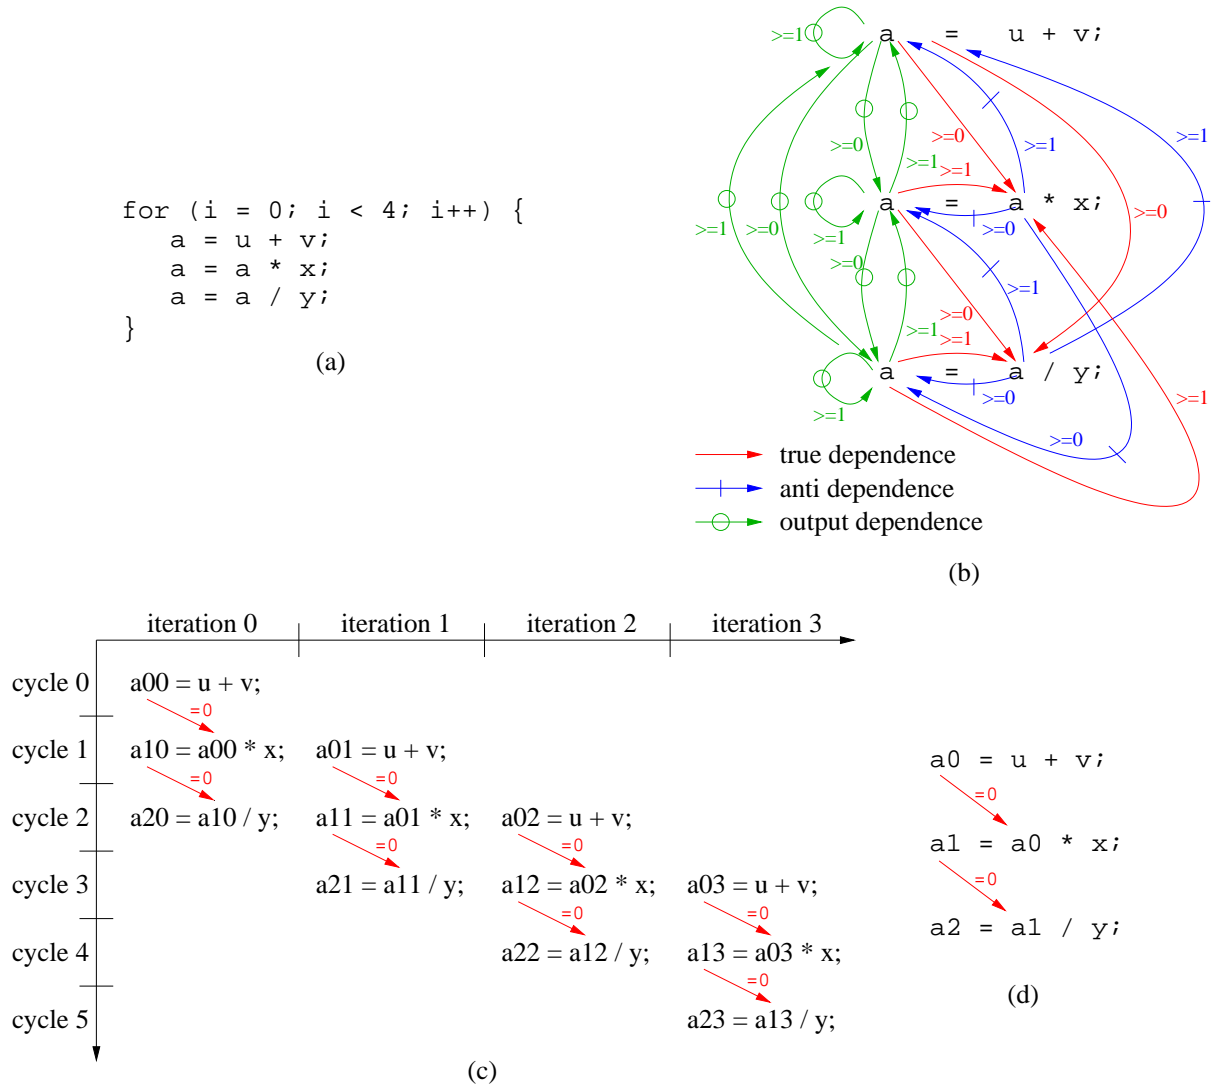 for (i = 0; i < 4; i++) {
a = u + v;
a = a * x;
a = a / y;
}
(a)
>=1
a = u + v;
>=0
>=0
>=1
>=1
>=1
>=1
a = a * x;
>=0
>=0
>=1
>=0
>=1
>=0
>=1
>=0
>=1
>=1
a = a / y;
>=0
>=1
>=1
>=0
true dependence
anti dependence
output dependence
(b)
iteration 0 iteration 1 iteration 2 iteration 3
cycle 0 a00 = u + v;
=0
cycle 1 a10 = a00 * x; a01 = u + v;
=0 =0
cycle 2 a20 = a10 / y; a11 = a01 * x; a02 = u + v;
=0 =0
cycle 3 a21 = a11 / y; a12 = a02 * x; a03 = u + v;
=0 =0
cycle 4 a22 = a12 / y; a13 = a03 * x;
=0
cycle 5 a23 = a13 / y;
(c)
a0 = u + v;
=0
a1 = a0 * x;
=0
a2 = a1 / y;
(d)